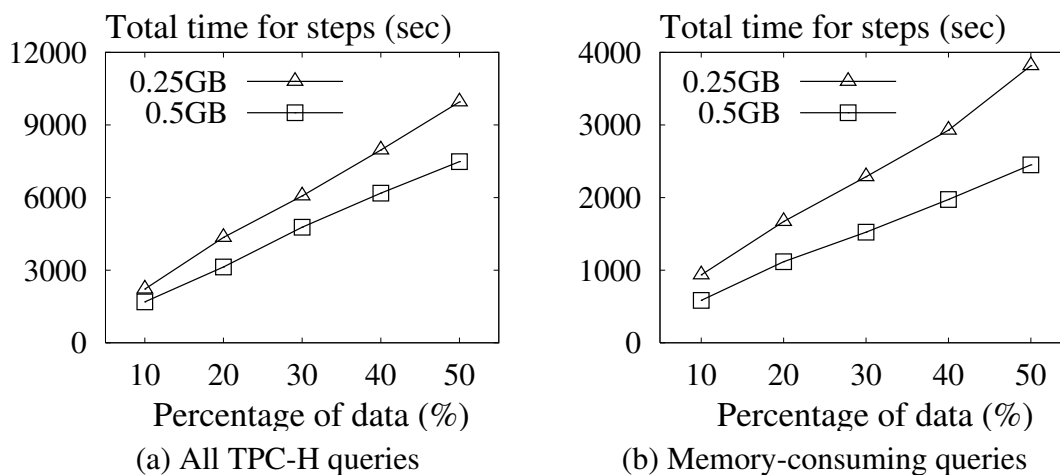 Total time for steps (sec)
12000
9000
6000
3000
0
0.25GB
0.5GB
10 20 30 40 50
Percentage of data (%)
(a) All TPC-H queries
Total time for steps (sec)
4000
3000
2000
1000
0
0.25GB
0.5GB
10 20 30 40 50
Percentage of data (%)
(b) Memory-consuming queries